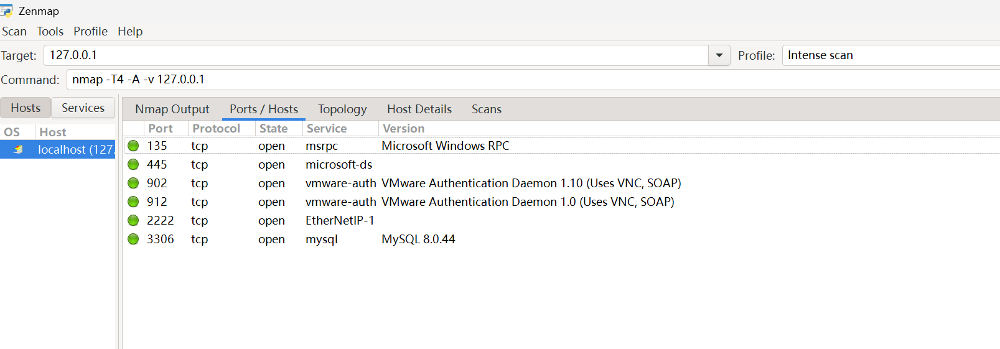 Zenmap
Scan Tools Profile Help
Target: 127.0.0.1 Profile: Intense scan
Command: nmap -T4 -A -v 127.0.0.1
Hosts Services Nmap Output Ports / Hosts Topology Host Details Scans
OS Host Port Protocol State Service Version
localhost (127. 135 tcp open msrpc Microsoft Windows RPC
445 tcp open microsoft-ds
902 tcp open vmware-auth VMware Authentication Daemon 1.10 (Uses VNC, SOAP)
912 tcp open vmware-auth VMware Authentication Daemon 1.0 (Uses VNC, SOAP)
2222 tcp open EtherNetIP-1
3306 tcp open mysql MySQL 8.0.44